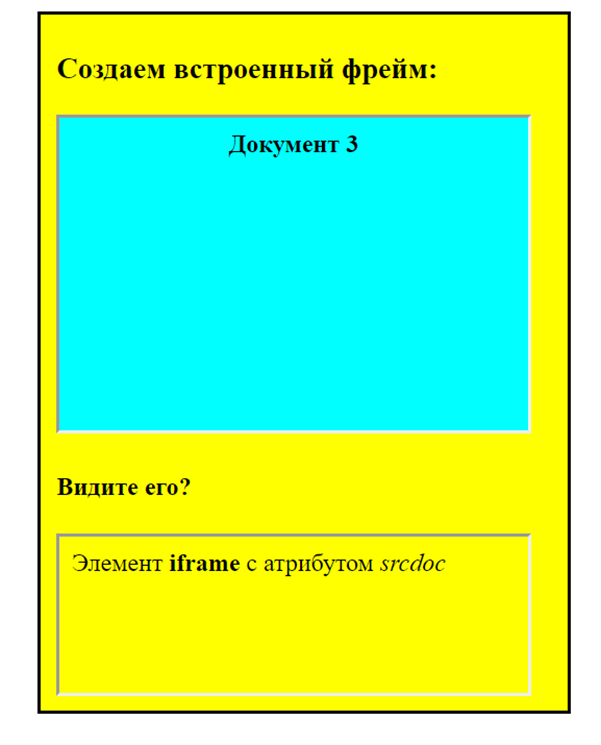 Создаем встроенный фрейм:
Документ 3
Видите его?
Элемент iframe с атрибутом srcdoc